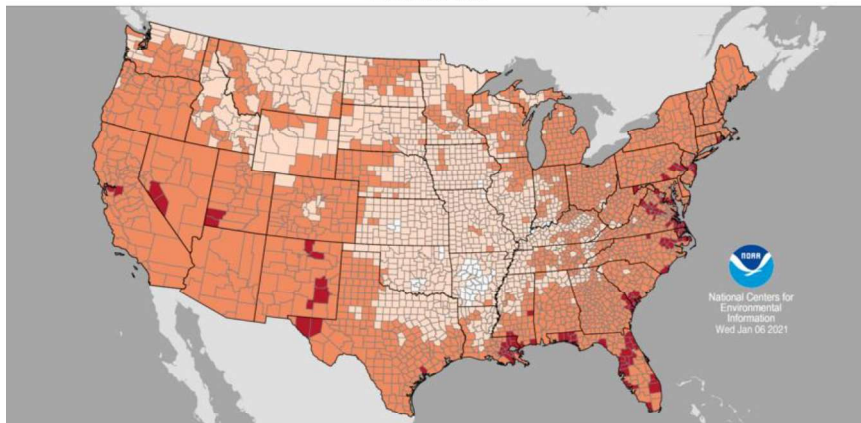 NOAA
National Centers for
Environmental
Information
Wed Jan 06 2021